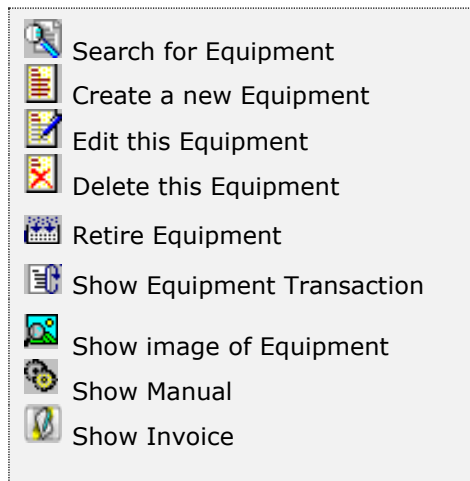 Search for Equipment
Create a new Equipment
Edit this Equipment
Delete this Equipment
Retire Equipment
Show Equipment Transaction
Show image of Equipment
Show Manual
Show Invoice